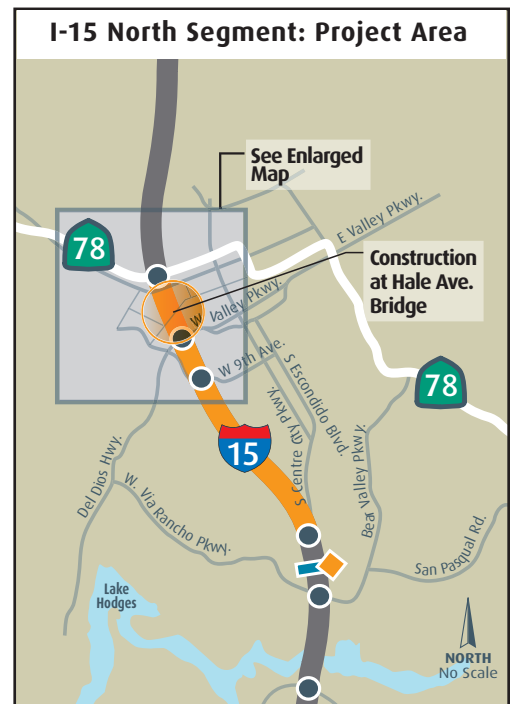 I-15 North Segment: Project Area
See Enlarged
Map
E Valley Pkwy.
78
Construction
at Hale Ave.
Bridge
W Valley Pkwy.
W 9th Ave.
S Escondido Blvd.
S Centre City Pkwy.
78
15
Del Dios Hwy.
W. Via Rancho Pkwy.
Bear Valley Pkwy.
San Pasqual Rd.
Lake
Hodges
NORTH
No Scale